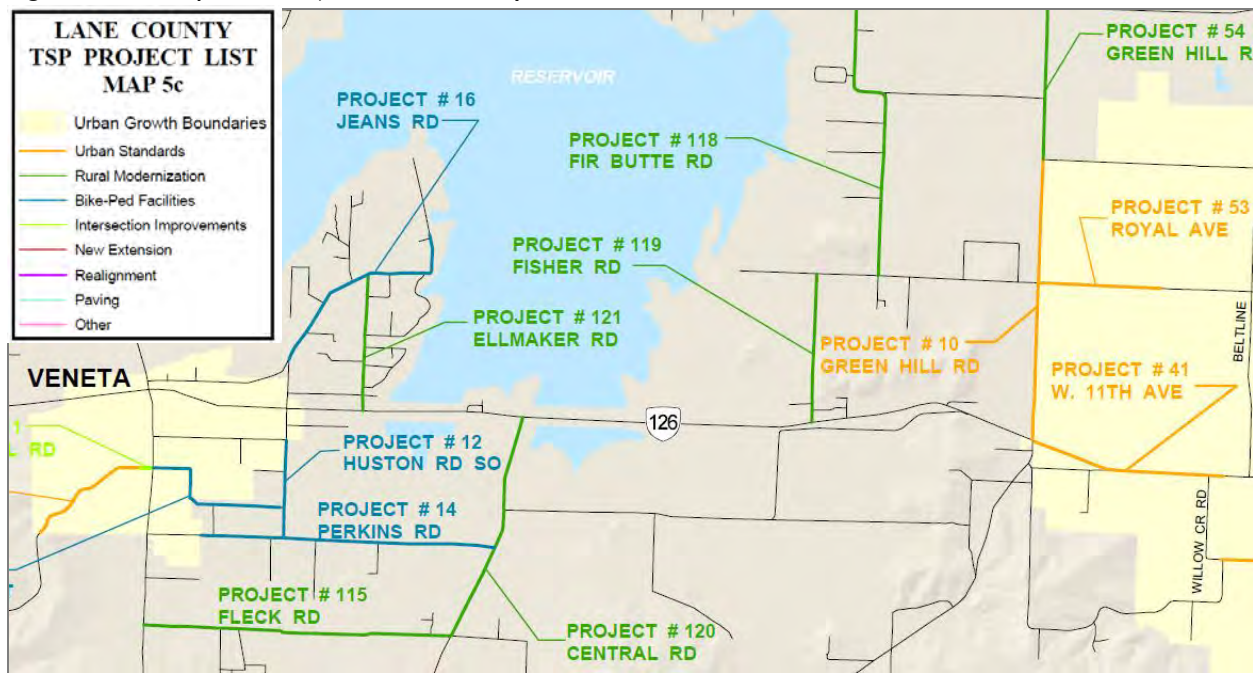 LANE COUNTY
TSP PROJECT LIST
MAP 5c
Urban Growth Boundaries
Urban Standards
Rural Modernization
Bike-Ped Facilities
Intersection Improvements
New Extension
Realignment
Paving
Other
RESERVOIR
PROJECT # 54
GREEN HILL R
PROJECT # 16
JEANS RD
PROJECT # 118
FIR BUTTE RD
PROJECT # 53
ROYAL AVE
PROJECT # 119
FISHER RD
PROJECT # 121
ELLMAKER RD
PROJECT # 10
GREEN HILL RD
BELTLINE
VENETA
PROJECT # 41
W. 11TH AVE
126
1
L RD
PROJECT # 12
HUSTON RD SO
PROJECT # 14
PERKINS RD
WILLOW CR RD
PROJECT # 115
FLECK RD
PROJECT # 120
CENTRAL RD